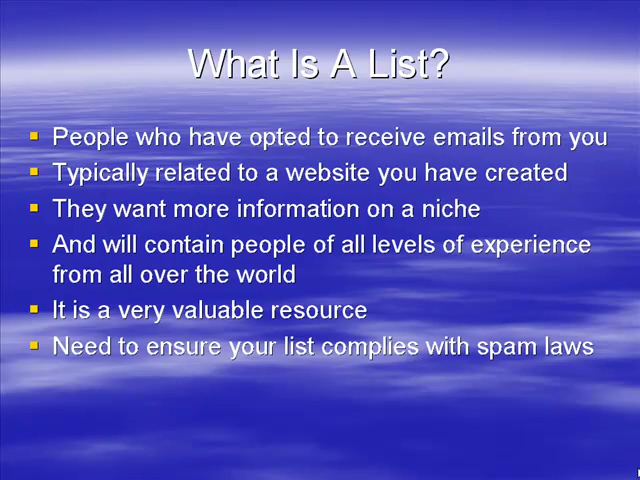 What Is A List?
People who have opted to receive emails from you
Typically related to a website you have created
They want more information on a niche
And will contain people of all levels of experience
from all over the world
It is a very valuable resource
Need to ensure your list complies with spam laws